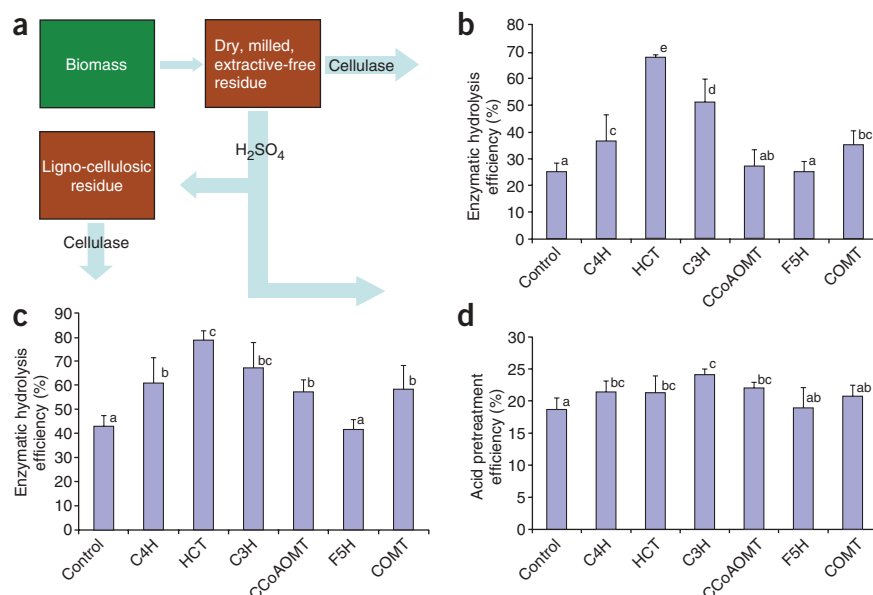 a
Biomass
Dry, milled,
extractive-free
residue
Cellulase
H2SO4
Ligno-cellulosic
residue
Cellulase
b
Enzymatic hydrolysis
efficiency (%)
80
70
60
50
40
30
20
10
0
a
c
e
d
ab
a
bc
Control
C4H
HCT
C3H
CCoAOMT
F5H
COMT
c
Enzymatic hydrolysis
efficiency (%)
90
80
70
60
50
40
30
20
10
0
a
b
c
bc
b
a
b
Control
C4H
HCT
C3H
CCoAOMT
F5H
COMT
d
Acid pretreatment
efficiency (%)
30
25
20
15
10
5
0
a
bc
bc
c
bc
ab
ab
Control
C4H
HCT
C3H
CCoAOMT
F5H
COMT